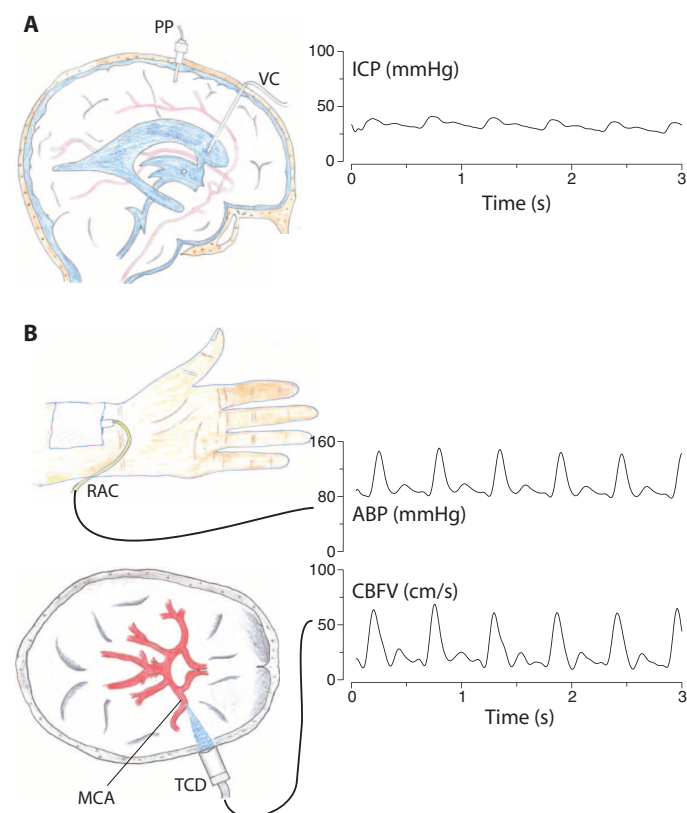 A
PP
VC
100
ICP (mmHg)
50
0
0 1 2 3
Time (s)
B
RAC
160
80
ABP (mmHg)
0
100
CBFV (cm/s)
50
0
0 1 2 3
Time (s)
MCA
TCD